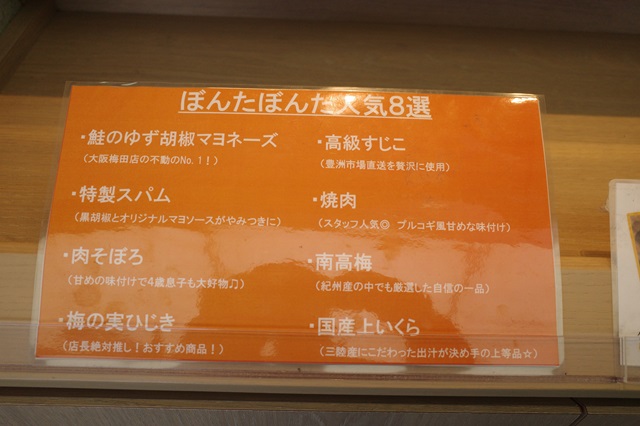 ぼんたぼんた人気8選
・鮭のゆず胡椒マヨネーズ
（大阪梅田店の不動のNo.1！）
・特製スパム
（黒胡椒とオリジナルマヨソースがやみつきに）
・肉そぼろ
（甘めの味付けで4歳息子も大好物♫）
・梅の実ひじき
（店長絶対推し！おすすめ商品！）
・高級すじこ
（豊洲市場直送を贅沢に使用）
・焼肉
（スタッフ人気◎ プルコギ風甘めな味付け）
・南高梅
（紀州産の中でも厳選した自信の一品）
・国産上いくら
（三陸産にこだわった出汁が決め手の上等品☆）